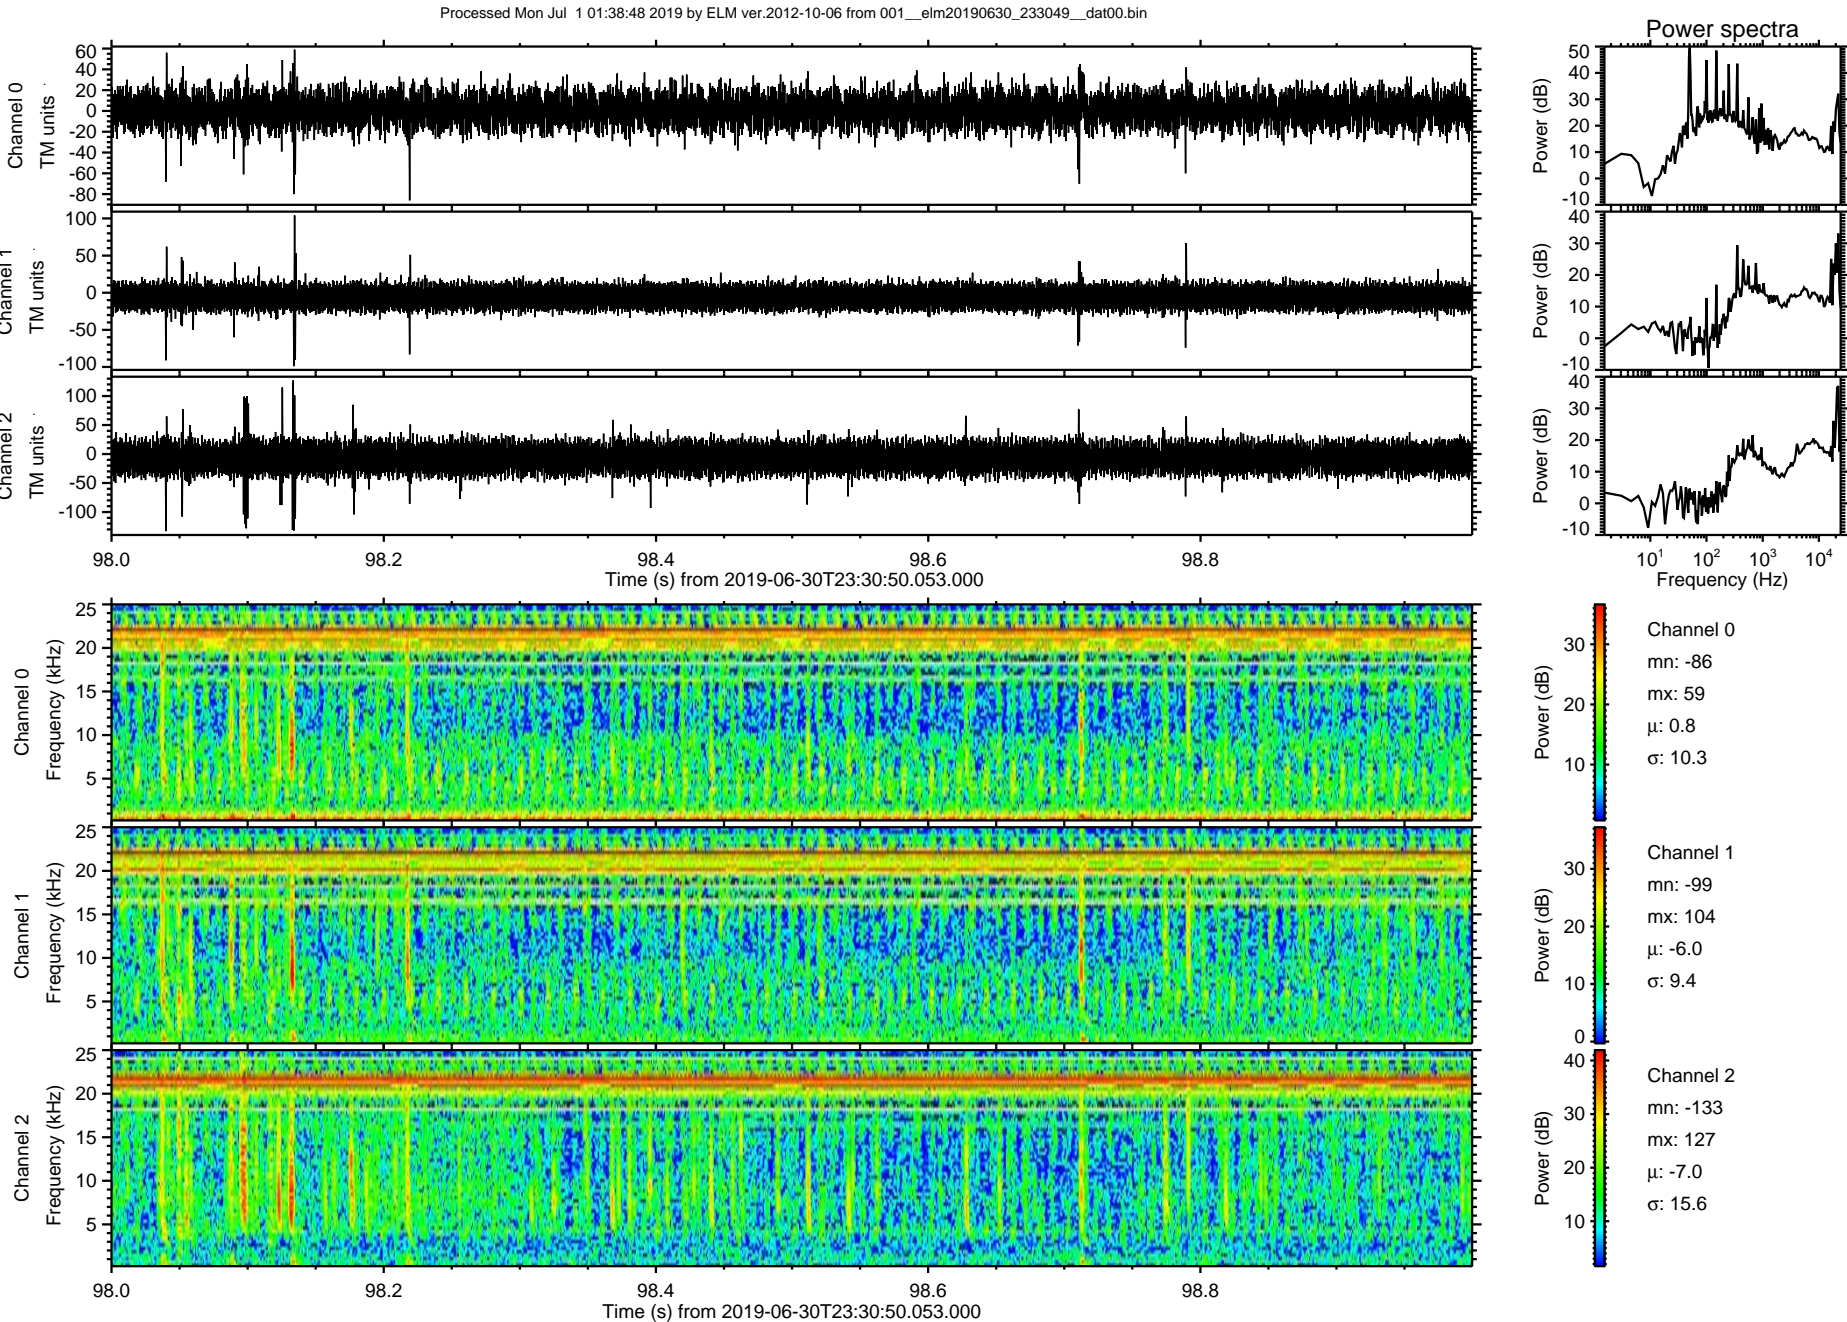 Processed Mon Jul  1 01:38:48 2019 by ELM ver.2012-10-06 from 001__elm20190630_233049__dat00.bin
Power spectra
Channel 0
TM units
60
40
20
0
-20
-40
-60
-80
Power (dB)
50
40
30
20
10
0
-10
Channel 1
TM units
100
50
0
-50
-100
Power (dB)
40
30
20
10
0
-10
Channel 2
TM units
100
50
0
-50
-100
Power (dB)
40
30
20
10
0
-10
98.0 98.2 98.4 98.6 98.8
Time (s) from 2019-06-30T23:30:50.053.000
10¹ 10² 10³ 10⁴
Frequency (Hz)
Channel 0
Frequency (kHz)
25
20
15
10
5
Power (dB)
30
20
10
Channel 0
mn: -86
mx: 59
μ: 0.8
σ: 10.3
Channel 1
Frequency (kHz)
25
20
15
10
5
Power (dB)
30
20
10
0
Channel 1
mn: -99
mx: 104
μ: -6.0
σ: 9.4
Channel 2
Frequency (kHz)
25
20
15
10
5
Power (dB)
40
30
20
10
Channel 2
mn: -133
mx: 127
μ: -7.0
σ: 15.6
98.0 98.2 98.4 98.6 98.8
Time (s) from 2019-06-30T23:30:50.053.000